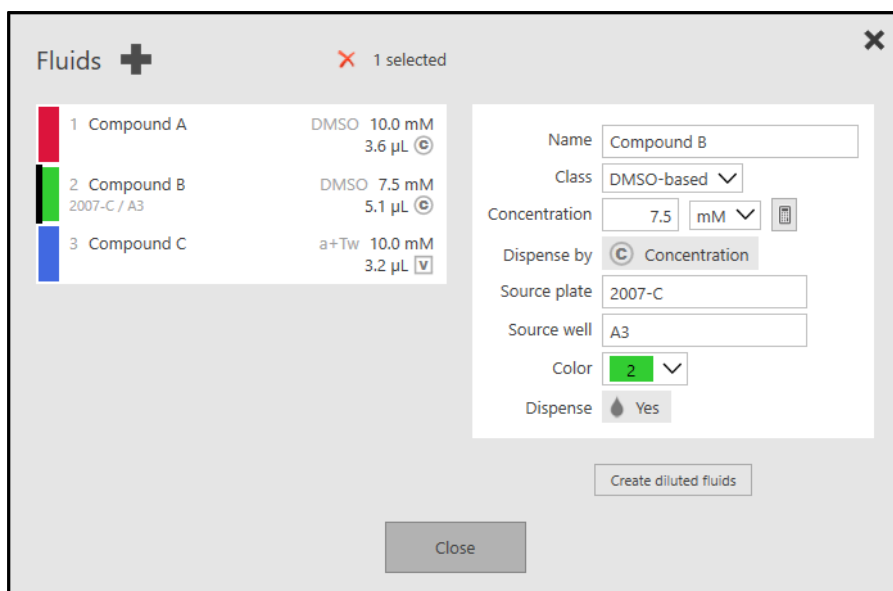 Fluids
1 selected
1 Compound A DMSO 10.0 mM
3.6 µL C
2 Compound B DMSO 7.5 mM
2007-C / A3 5.1 µL C
3 Compound C a+Tw 10.0 mM
3.2 µL V
Name Compound B
Class DMSO-based
Concentration 7.5 mM
Dispense by C Concentration
Source plate 2007-C
Source well A3
Color 2
Dispense Yes
Create diluted fluids
Close